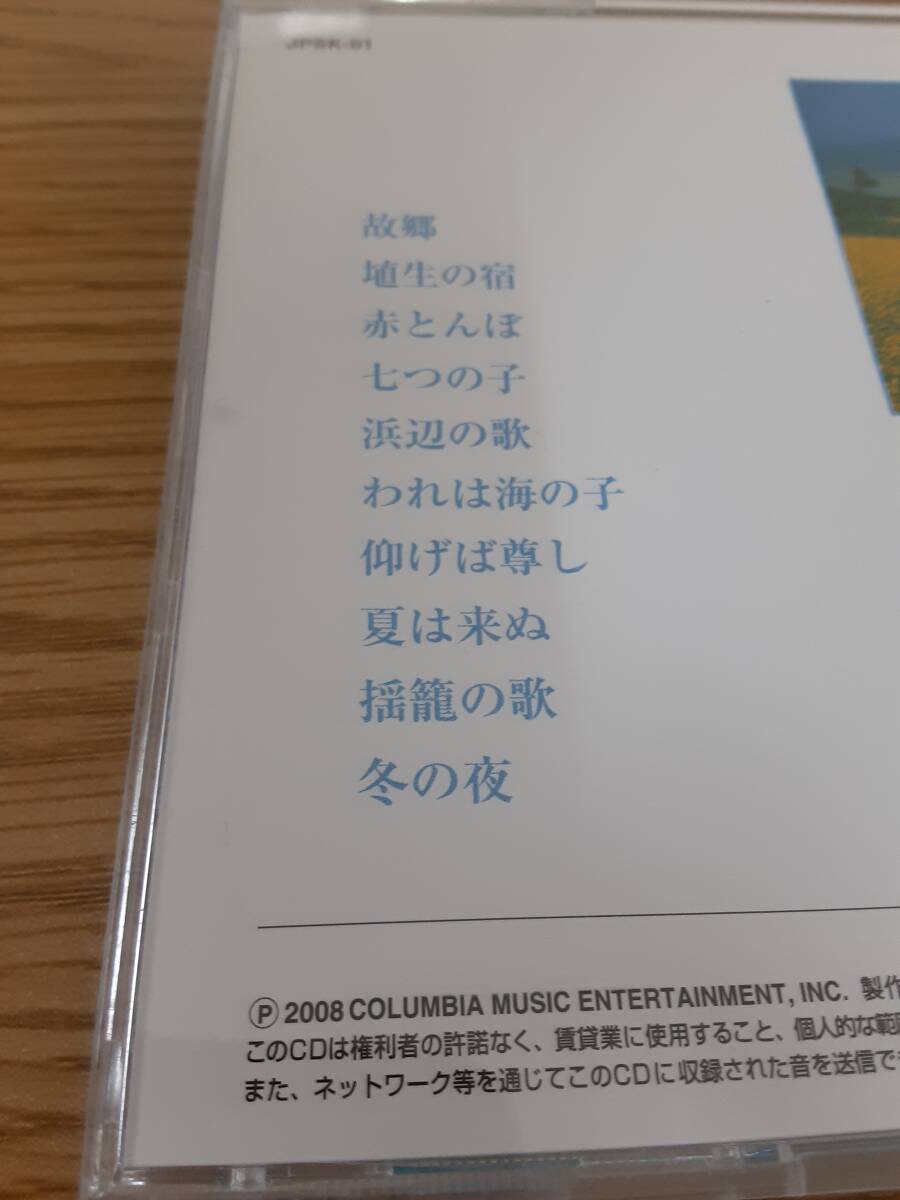 JPSK-01
故郷
埴生の宿
赤とんぼ
七つの子
浜辺の歌
われは海の子
仰げば尊し
夏は来ぬ
揺籠の歌
冬の夜
Ⓟ 2008 COLUMBIA MUSIC ENTERTAINMENT, INC. 製作
このCDは権利者の許諾なく、賃貸業に使用すること、個人的な範囲
また、ネットワーク等を通じてこのCDに収録された音を送信でき